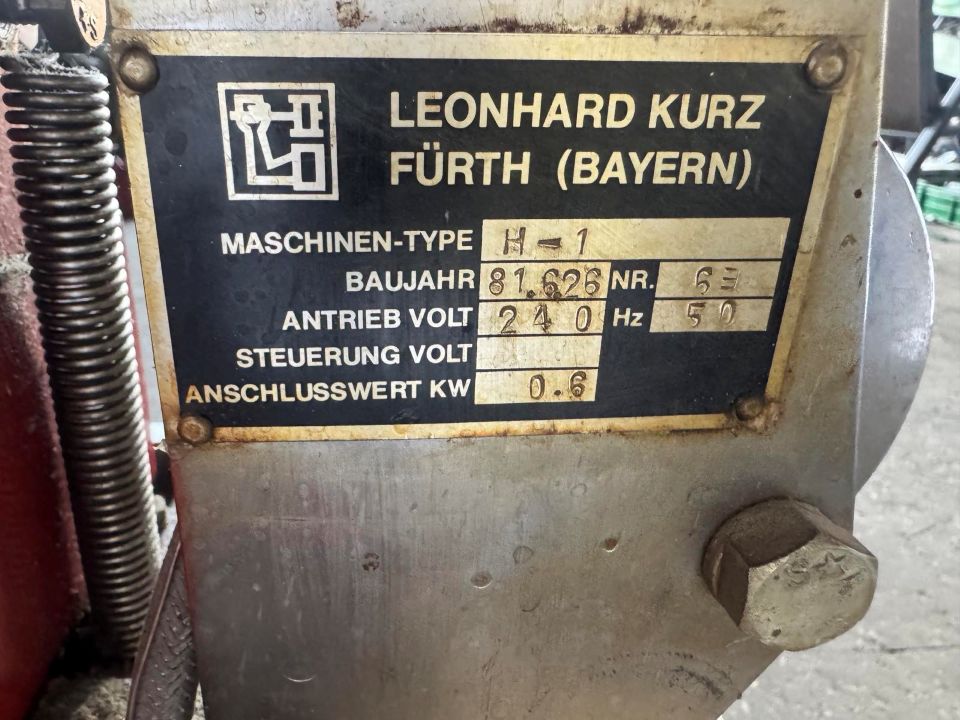 LEONHARD KURZ
FÜRTH (BAYERN)
MASCHINEN-TYPE H-1
BAUJAHR 81.626 NR. 63
ANTRIEB VOLT 240 Hz 50
STEUERUNG VOLT
ANSCHLUSSWERT KW 0.6